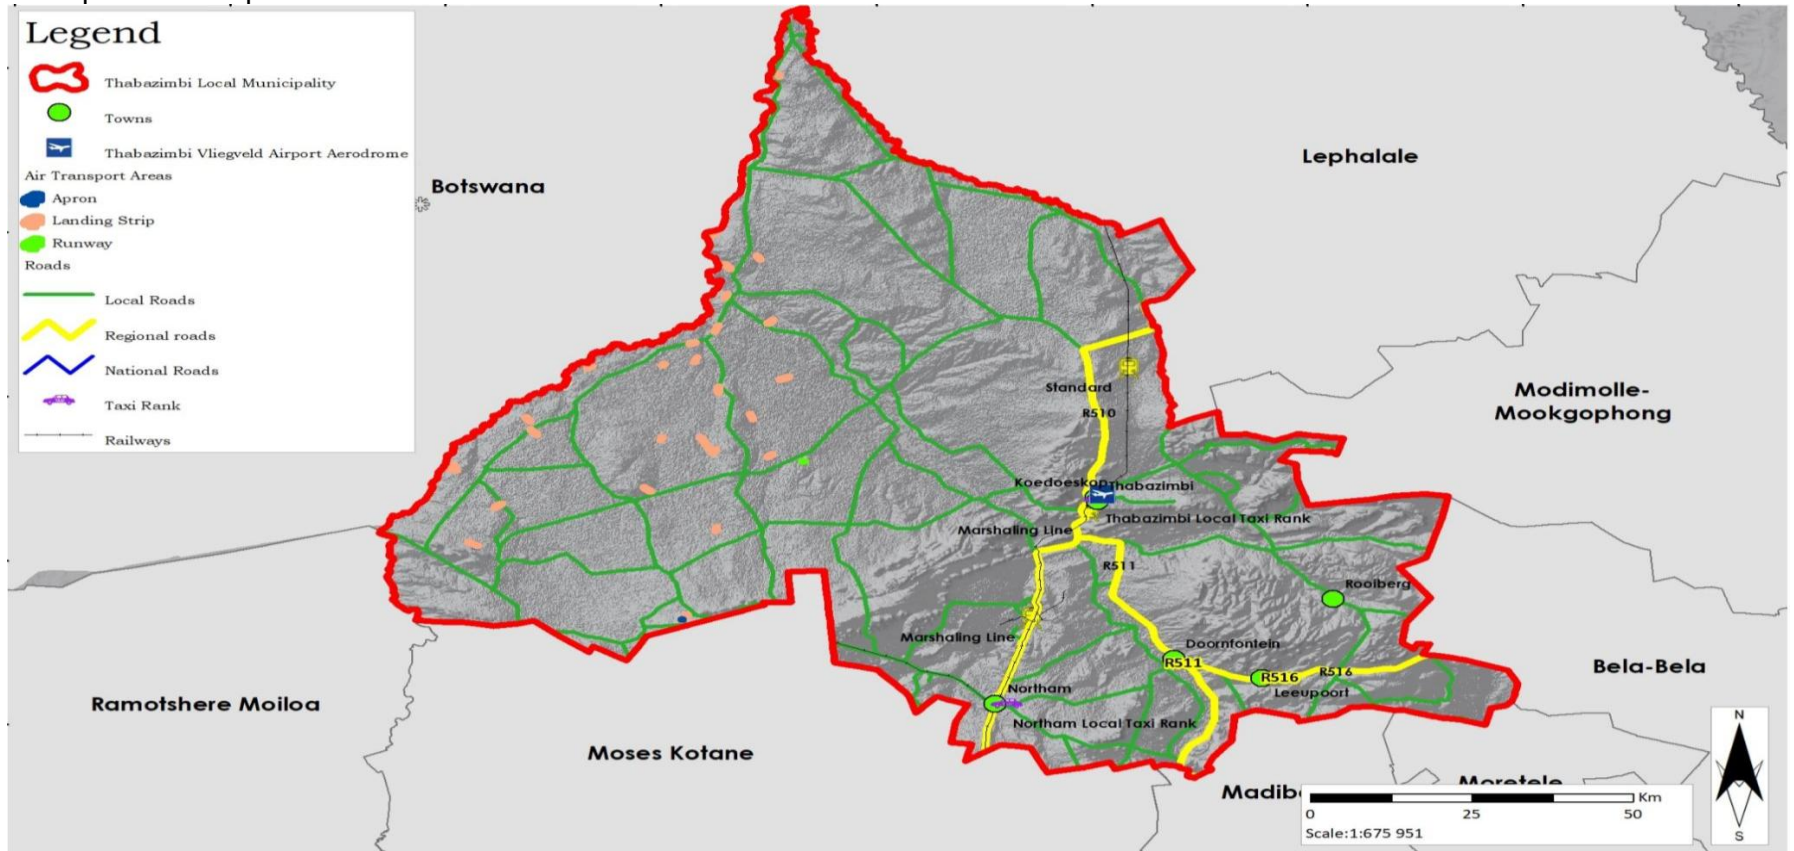 Legend
Thabazimbi Local Municipality
Towns
Thabazimbi Vliegveld Airport Aerodrome
Air Transport Areas
Apron
Landing Strip
Runway
Roads
Local Roads
Regional roads
National Roads
Taxi Rank
Railways
Botswana
Lephalale
Modimolle-
Mookgophong
Bela-Bela
Ramotshere Moiloa
Moses Kotane
Moretele
Standard
R510
Koedoeskop
Thabazimbi
Thabazimbi Local Taxi Rank
Marshaling Line
R511
Rooiberg
Marshaling Line
Doornfontein
R511
R516
R516
Leeupoort
Northam
Northam Local Taxi Rank
N
S
Km
0
25
50
Scale:1:675 951